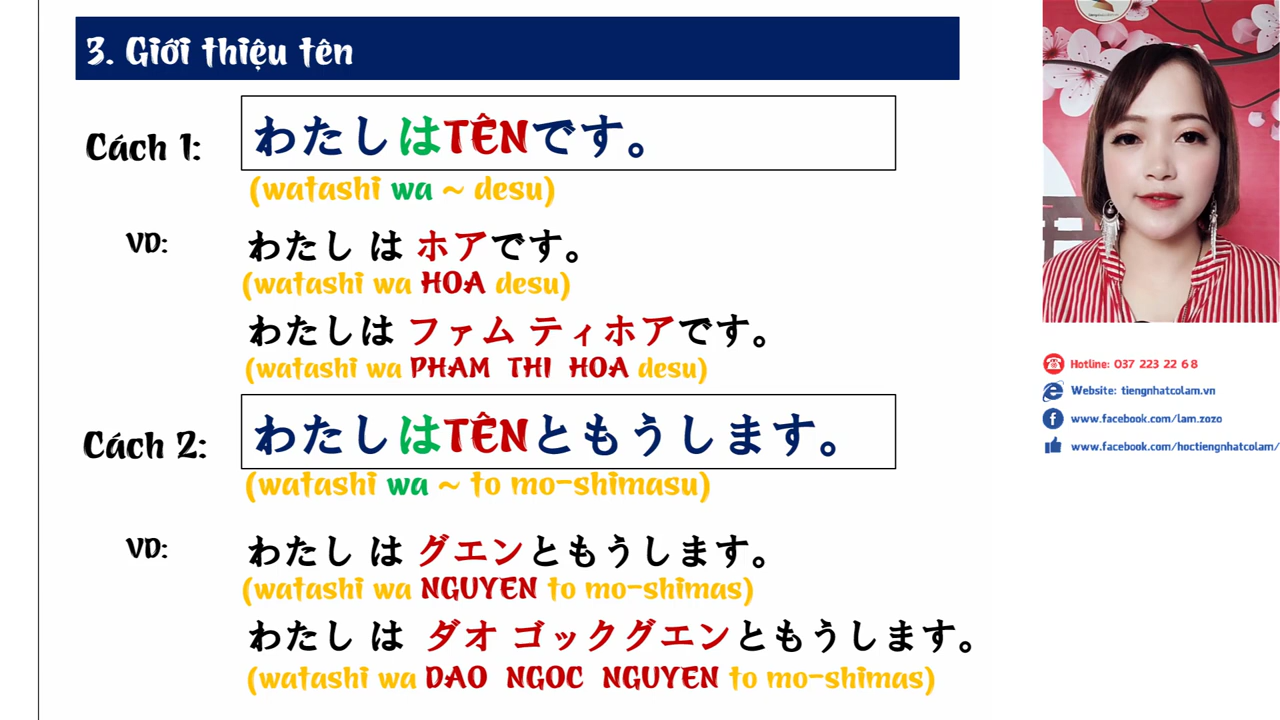 3. Giới thiệu tên
Cách 1:
わたしはTÊNです。
(watashi wa ~ desu)
VD:
わたし は ホアです。
(watashi wa HOA desu)
わたしは ファム ティホア です。
(watashi wa PHAM THI HOA desu)
Cách 2:
わたしはTÊNともうします。
(watashi wa ~ to mo-shimasu)
VD:
わたし は グエンともうします。
(watashi wa NGUYEN to mo-shimas)
わたし は ダオ ゴックグエンともうします。
(watashi wa DAO NGOC NGUYEN to mo-shimas)
Hotline: 037 223 22 68
Website: tiengnhatcolam.vn
www.facebook.com/lam.zozo
www.facebook.com/hoctiengnhatcolam/